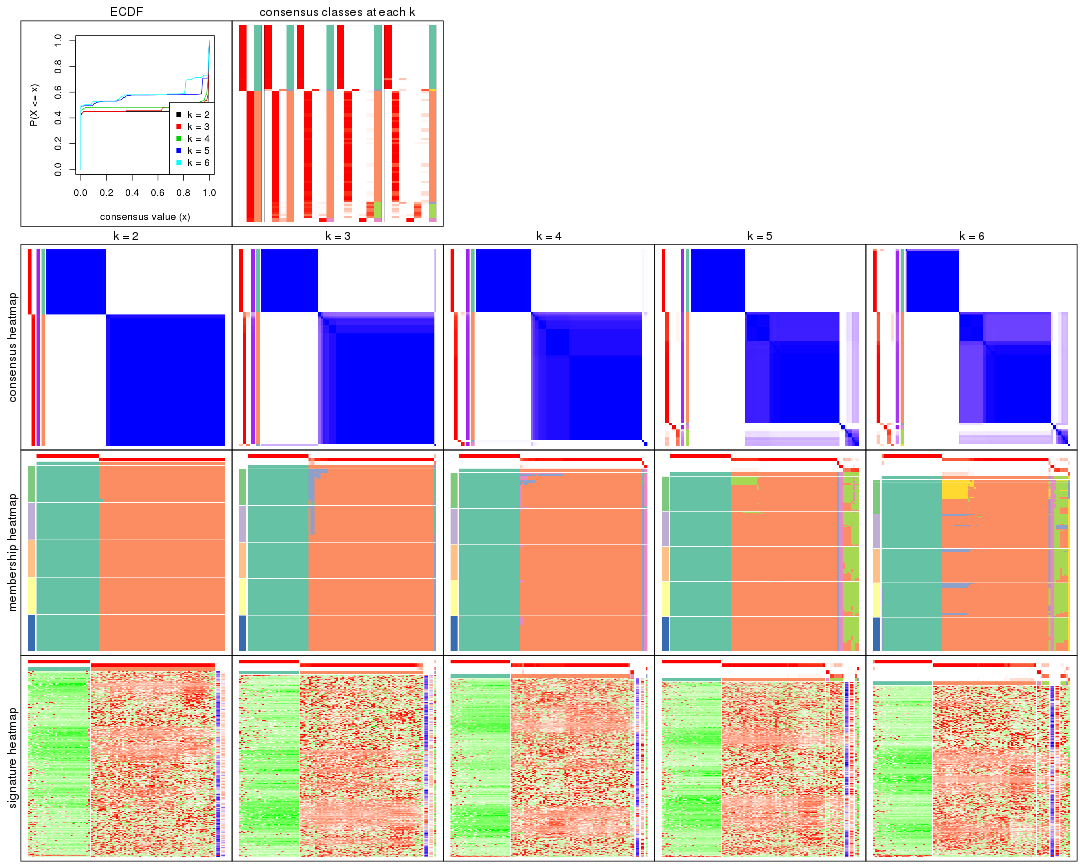 ECDF
consensus classes at each k
P(X <= x)
0.0
0.2
0.4
0.6
0.8
1.0
k = 2
k = 3
k = 4
k = 5
k = 6
0.0 0.2 0.4 0.6 0.8 1.0
consensus value (x)
k = 2
k = 3
k = 4
k = 5
k = 6
consensus heatmap
membership heatmap
signature heatmap